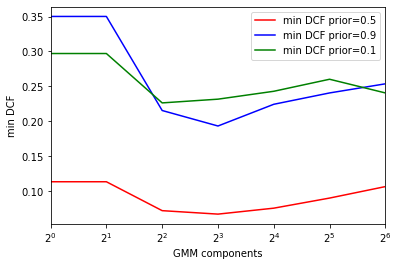 min DCF prior=0.5
min DCF prior=0.9
min DCF prior=0.1
0.35
0.30
0.25
0.20
0.15
0.10
min DCF
2⁰ 2¹ 2² 2³ 2⁴ 2⁵ 2⁶
GMM components